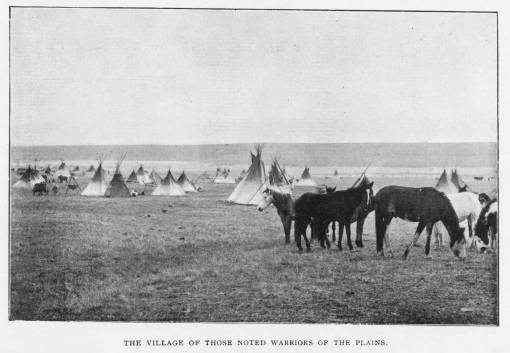 THE VILLAGE OF THOSE NOTED WARRIORS OF THE PLAINS.